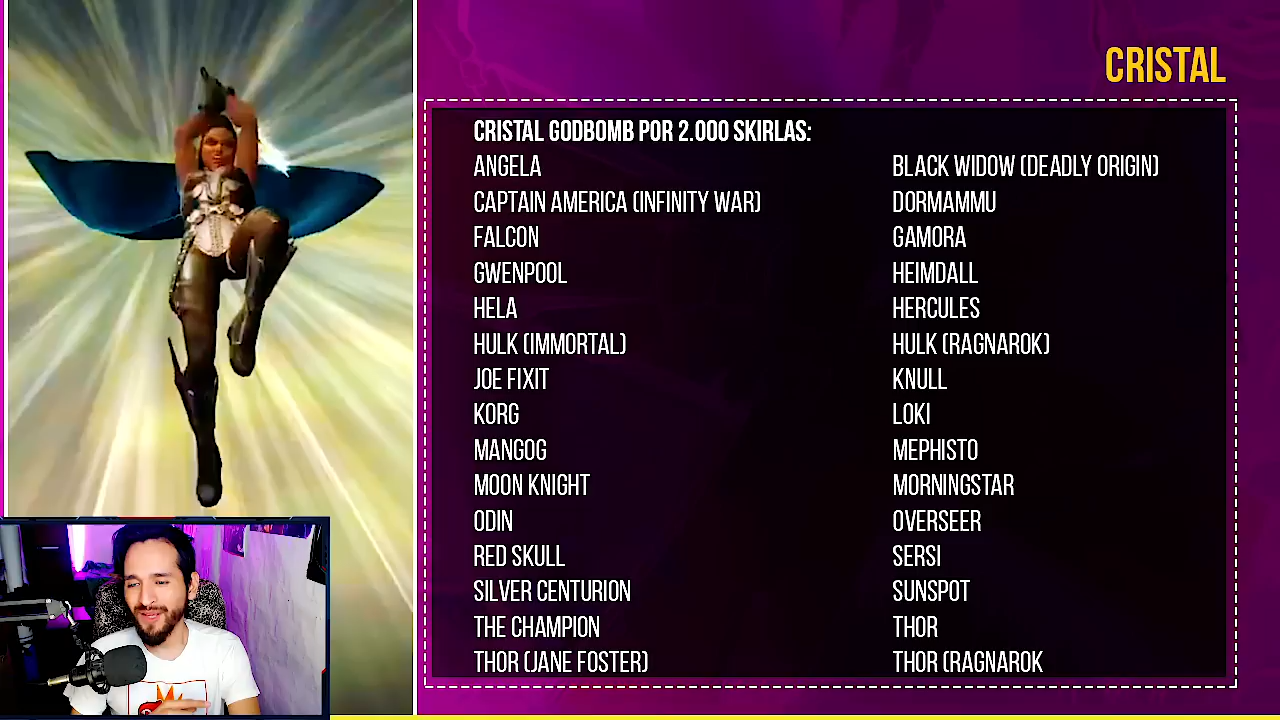 CRISTAL
CRISTAL GODBOMB POR 2.000 SKIRLAS:
ANGELA
CAPTAIN AMERICA (INFINITY WAR)
FALCON
GWENPOOL
HELA
HULK (IMMORTAL)
JOE FIXIT
KORG
MANGOG
MOON KNIGHT
ODIN
RED SKULL
SILVER CENTURION
THE CHAMPION
THOR (JANE FOSTER)
BLACK WIDOW (DEADLY ORIGIN)
DORMAMMU
GAMORA
HEIMDALL
HERCULES
HULK (RAGNAROK)
KNULL
LOKI
MEPHISTO
MORNINGSTAR
OVERSEER
SERSI
SUNSPOT
THOR
THOR (RAGNAROK